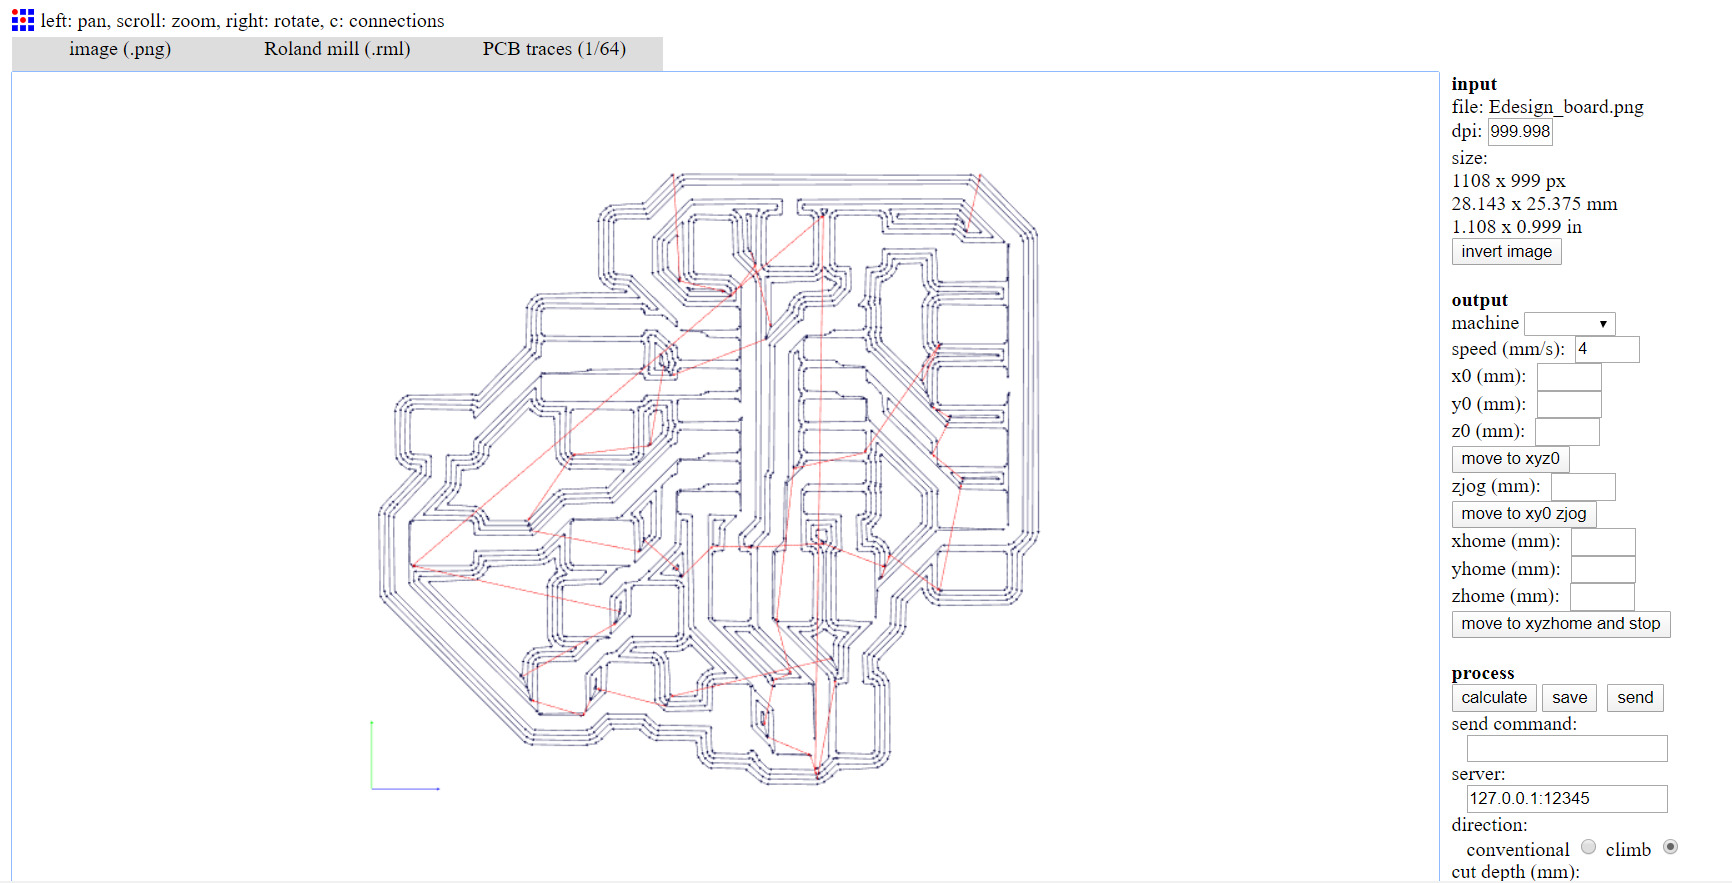 left: pan, scroll: zoom, right: rotate, c: connections
image (.png) Roland mill (.rml) PCB traces (1/64)
input
file: Edesign_board.png
dpi: 999.998
size:
1108 x 999 px
28.143 x 25.375 mm
1.108 x 0.999 in
invert image
output
machine
speed (mm/s): 4
x0 (mm):
y0 (mm):
z0 (mm):
move to xyz0
zjog (mm):
move to xy0 zjog
xhome (mm):
yhome (mm):
zhome (mm):
move to xyzhome and stop
process
calculate save send
send command:
server:
127.0.0.1:12345
direction:
conventional climb
cut depth (mm):